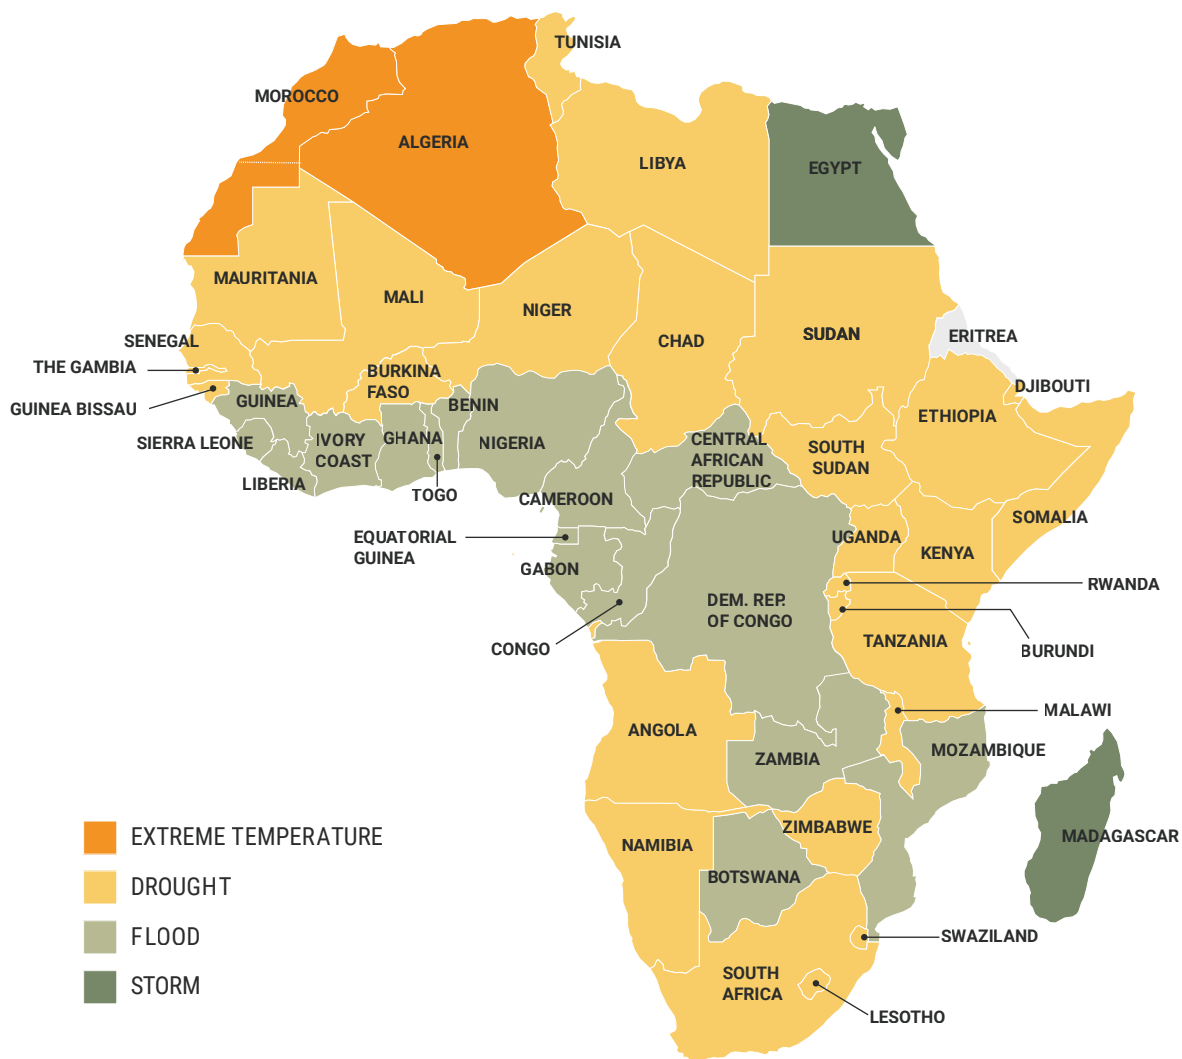 TUNISIA
MOROCCO
ALGERIA
LIBYA
EGYPT
MAURITANIA
MALI
NIGER
CHAD
SUDAN
ERITREA
SENEGAL
THE GAMBIA
GUINEA BISSAU
BURKINA
FASO
DJIBOUTI
GUINEA
BENIN
ETHIOPIA
SIERRA LEONE
IVORY
COAST
GHANA
NIGERIA
CENTRAL
AFRICAN
REPUBLIC
SOUTH
SUDAN
LIBERIA
TOGO
CAMEROON
SOMALIA
EQUATORIAL
GUINEA
UGANDA
KENYA
GABON
RWANDA
DEM. REP.
OF CONGO
CONGO
TANZANIA
BURUNDI
MALAWI
ANGOLA
ZAMBIA
MOZAMBIQUE
ZIMBABWE
MADAGASCAR
NAMIBIA
BOTSWANA
SWAZILAND
SOUTH
AFRICA
LESOTHO
EXTREME TEMPERATURE
DROUGHT
FLOOD
STORM